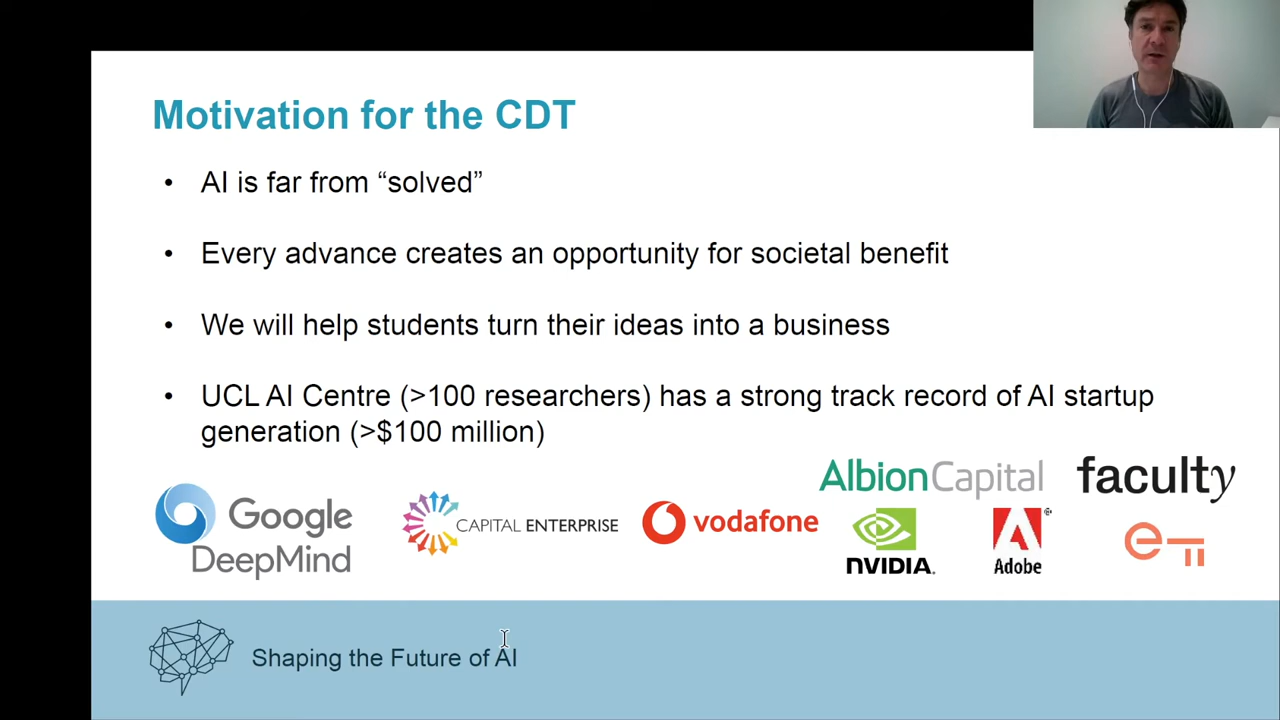 Motivation for the CDT
• AI is far from “solved”
• Every advance creates an opportunity for societal benefit
• We will help students turn their ideas into a business
• UCL AI Centre (>100 researchers) has a strong track record of AI startup
generation (>$100 million)
Google
DeepMind
CAPITAL ENTERPRISE
vodafone
AlbionCapital
faculty
NVIDIA.
Adobe
Shaping the Future of AI